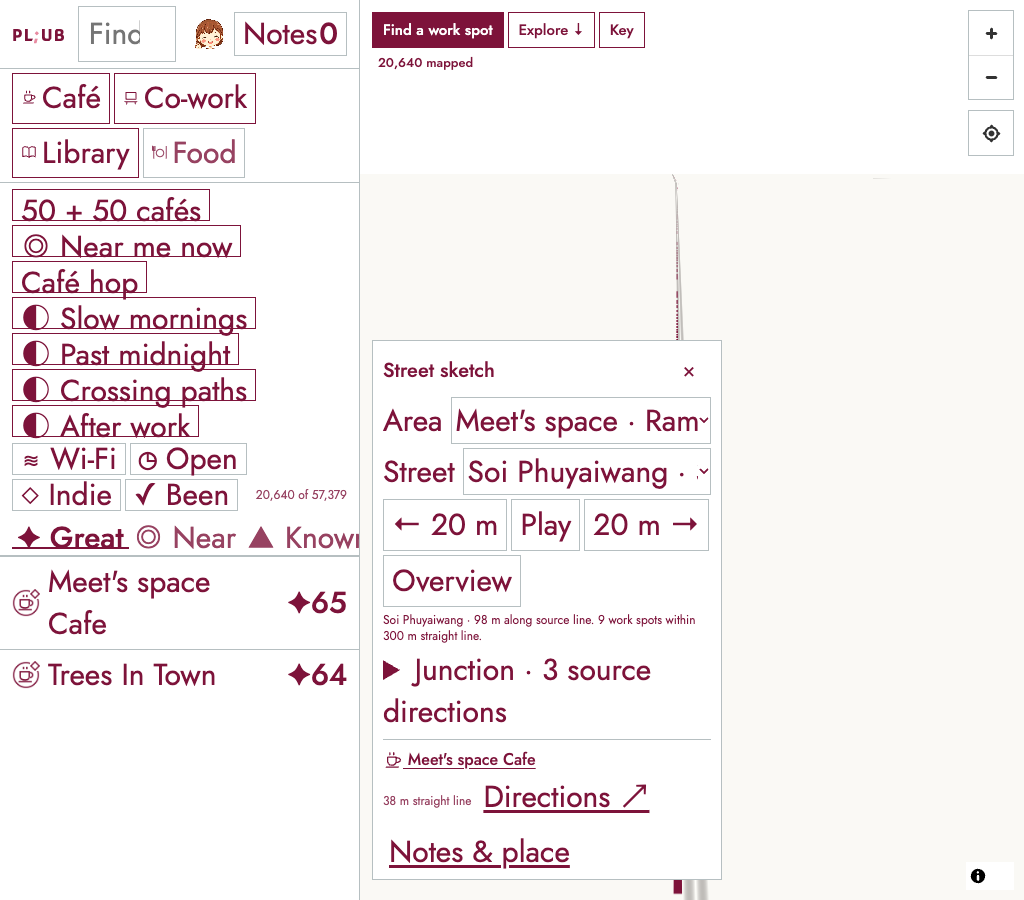 PL;UB
Find
Notes 0
Café
Co-work
Library
Food
50 + 50 cafés
Near me now
Café hop
Slow mornings
Past midnight
Crossing paths
After work
Wi-Fi
Open
Indie
Been
20,640 of 57,379
Great
Near
Known
Meet's space
Cafe
65
Trees In Town
64
Find a work spot
Explore ↓
Key
20,640 mapped
+
−
Street sketch
×
Area
Meet's space · Ram
Street
Soi Phuyaiwang ·
← 20 m
Play
20 m →
Overview
Soi Phuyaiwang · 98 m along source line. 9 work spots within
300 m straight line.
▶ Junction · 3 source
directions
Meet's space Cafe
38 m straight line
Directions ↗
Notes & place